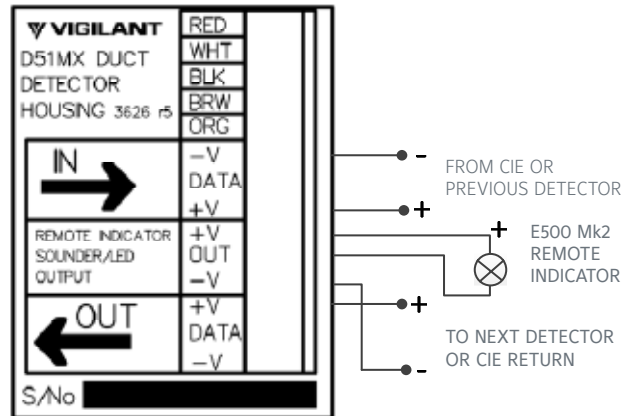 VIGILANT
D51MX DUCT
DETECTOR
HOUSING 3626 r5
RED
WHT
BLK
BRW
ORG
IN
-V
DATA
+V
REMOTE INDICATOR
SOUNDER/LED
OUTPUT
+V
OUT
-V
OUT
+V
DATA
-V
S/No
-
FROM CIE OR
PREVIOUS DETECTOR
+
+
E500 Mk2
REMOTE
INDICATOR
+
TO NEXT DETECTOR
OR CIE RETURN
-